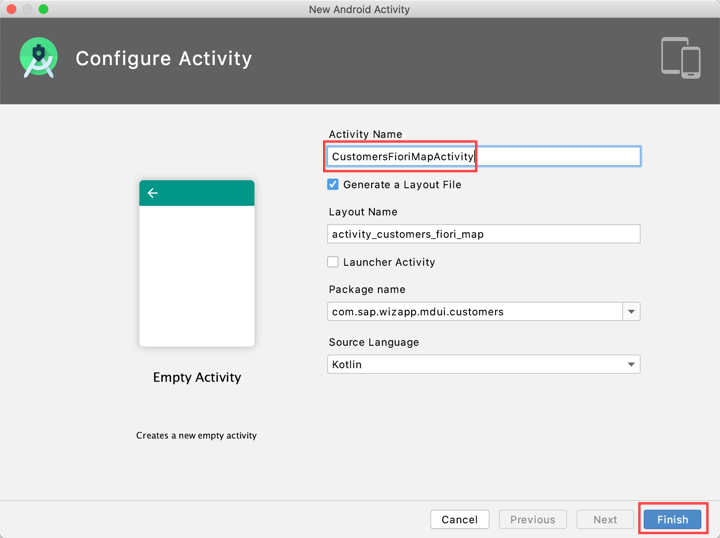 New Android Activity
Configure Activity
Activity Name
CustomersFioriMapActivity
Generate a Layout File
Layout Name
activity_customers_fiori_map
Launcher Activity
Package name
com.sap.wizapp.mdui.customers
Source Language
Kotlin
Empty Activity
Creates a new empty activity
Cancel
Previous
Next
Finish